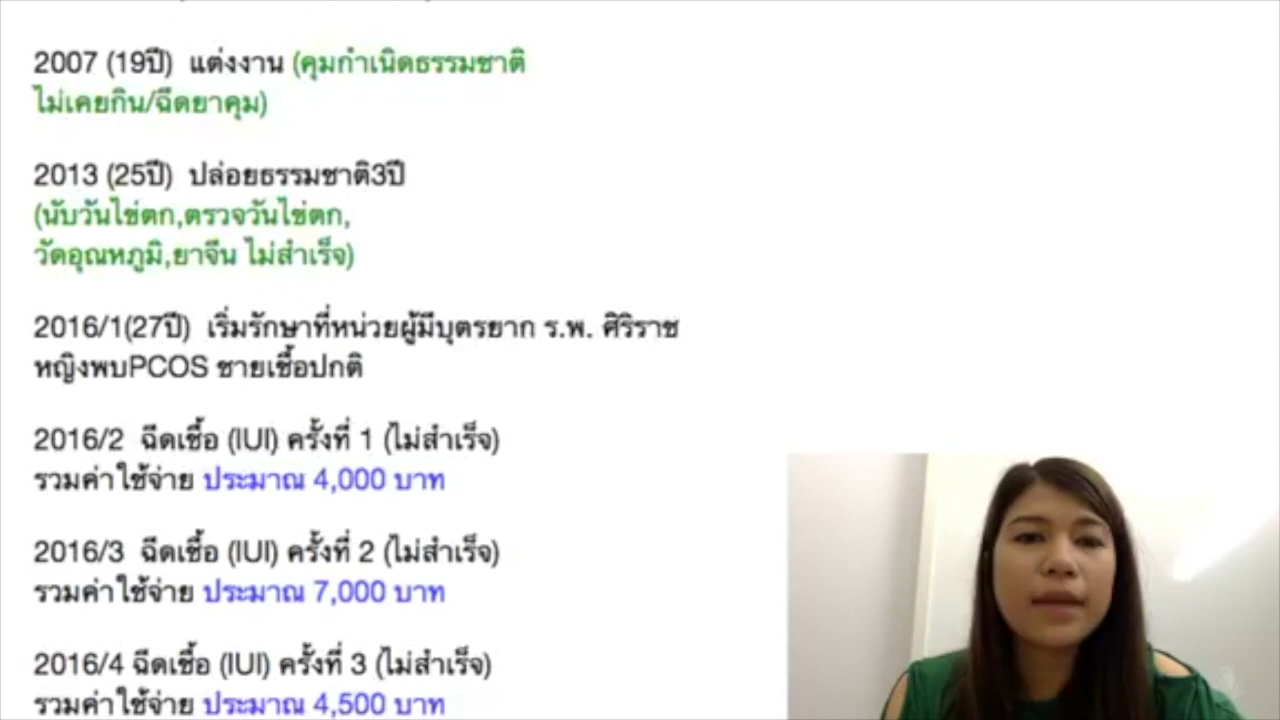 2007 (19ปี)  แต่งงาน (คุมกำเนิดธรรมชาติ
ไม่เคยกิน/ฉีดยาคุม)
2013 (25ปี)  ปล่อยธรรมชาติ3ปี
(นับวันไข่ตก,ตรวจวันไข่ตก,
วัดอุณหภูมิ,ยาจีน ไม่สำเร็จ)
2016/1(27ปี)  เริ่มรักษาที่หน่วยผู้มีบุตรยาก ร.พ. ศิริราช
หญิงพบPCOS ชายเชื้อปกติ
2016/2  ฉีดเชื้อ (IUI) ครั้งที่ 1 (ไม่สำเร็จ)
รวมค่าใช้จ่าย ประมาณ 4,000 บาท
2016/3  ฉีดเชื้อ (IUI) ครั้งที่ 2 (ไม่สำเร็จ)
รวมค่าใช้จ่าย ประมาณ 7,000 บาท
2016/4 ฉีดเชื้อ (IUI) ครั้งที่ 3 (ไม่สำเร็จ)
รวมค่าใช้จ่าย ประมาณ 4,500 บาท